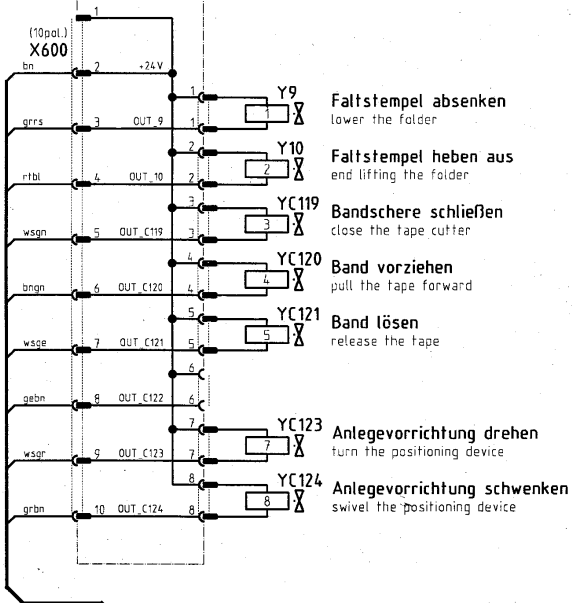 1
(10pol.)
X600
bn 2 +24V
1 Y9
1 Faltstempel absenken
lower the folder
grrs 3 OUT_9 1
2 Y10
2 Faltstempel heben aus
end lifting the folder
rtbl 4 OUT_10 2
3 YC119
3 Bandschere schließen
close the tape cutter
wsgn 5 OUT_C119 3
4 YC120
4 Band vorziehen
pull the tape forward
bngn 6 OUT_C120 4
5 YC121
5 Band lösen
release the tape
wsge 7 OUT_C121 5
6
gebn 8 OUT_C122 6
7 YC123
7 Anlegevorrichtung drehen
turn the positioning device
wsgr 9 OUT_C123 7
8 YC124
8 Anlegevorrichtung schwenken
swivel the positioning device
grbn 10 OUT_C124 8